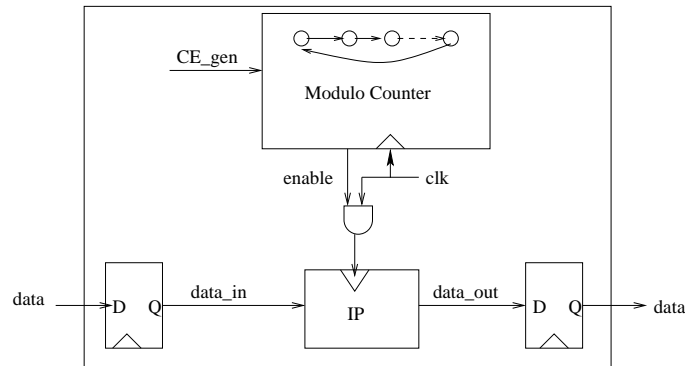 CE_gen
Modulo Counter
enable
clk
data
D
Q
data_in
IP
data_out
D
Q
data